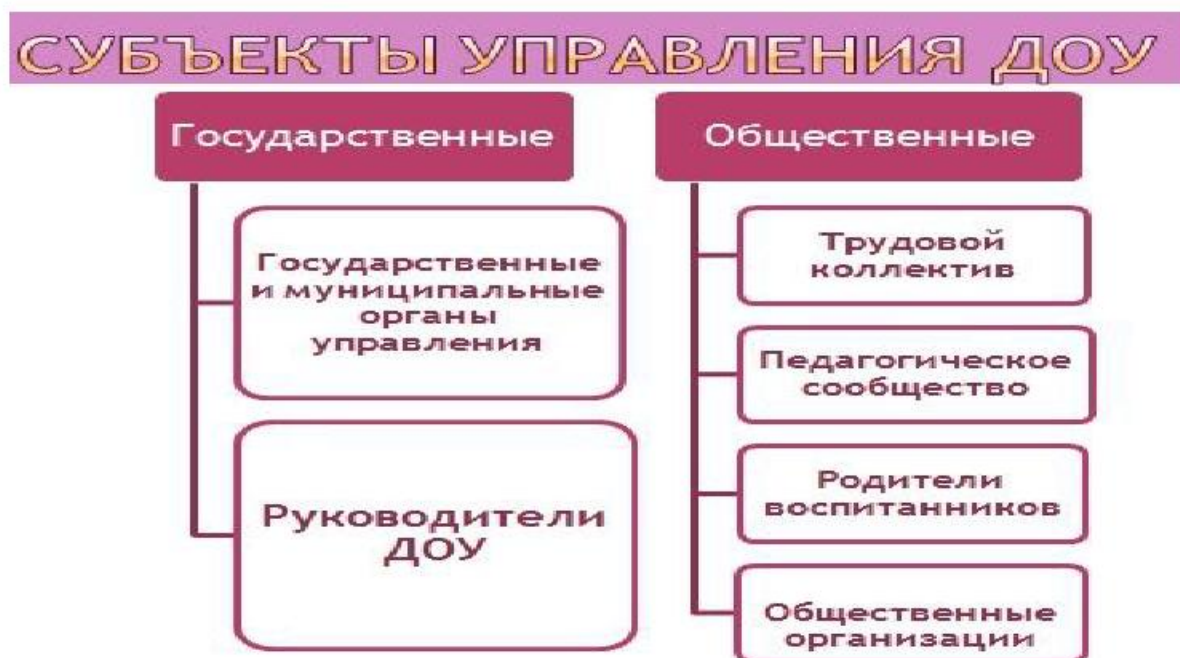 СУБЪЕКТЫ УПРАВЛЕНИЯ ДОУ
Государственные
Государственные
и муниципальные
органы
управления
Руководители
ДОУ
Общественные
Трудовой
коллектив
Педагогическое
сообщество
Родители
воспитанников
Общественные
организации